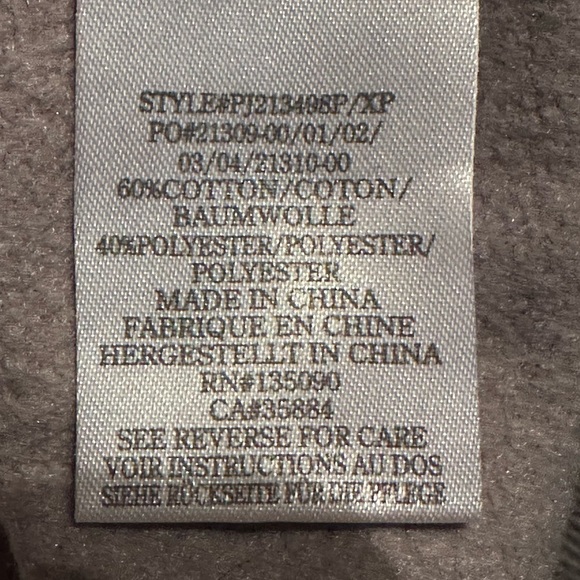 STYLE#PJ213498P/XP
PO#21309-00/01/02/
03/04/21310-00
60%COTTON/COTON/
BAUMWOLLE
40%POLYESTER/POLYESTER/
POLYESTER
MADE IN CHINA
FABRIQUE EN CHINE
HERGESTELLT IN CHINA
RN#135090
CA#35884
SEE REVERSE FOR CARE
VOIR INSTRUCTIONS AU DOS
SIEHE RÜCKSEITE FÜR DIE PFLEGE